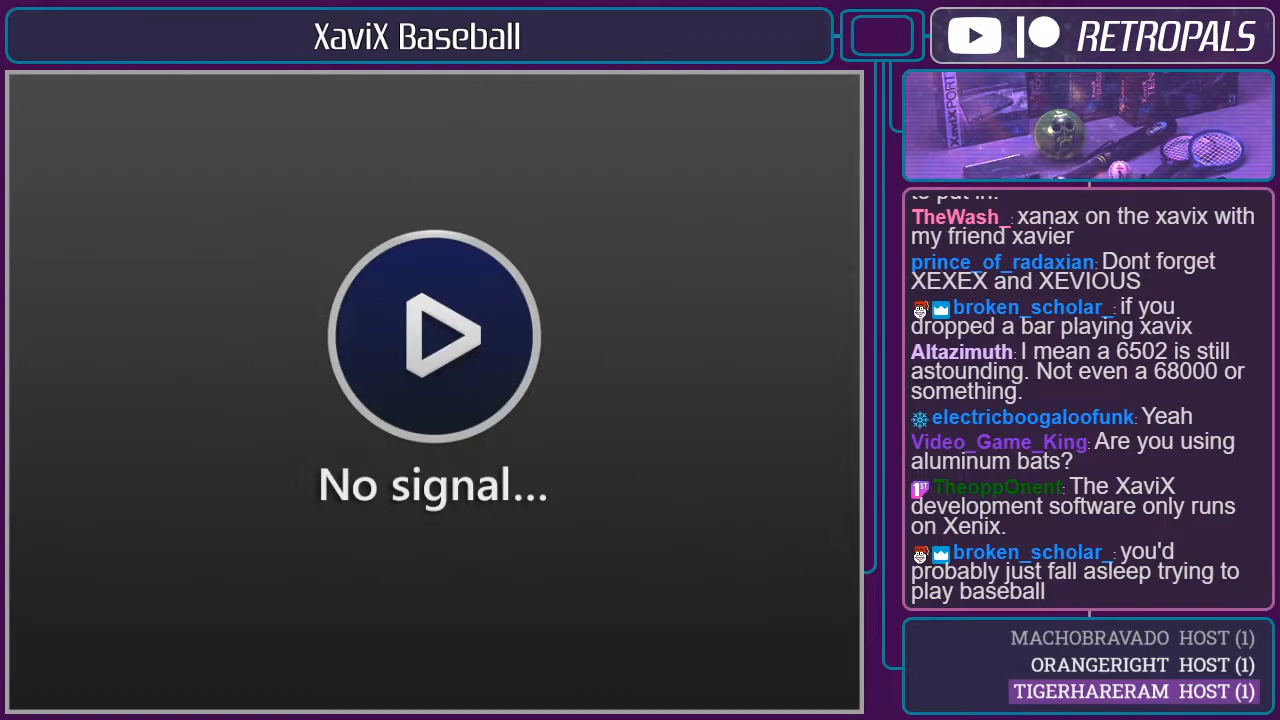 XaviX Baseball
RETROPALS
XaviXPORT
TheWash_: xanax on the xavix with
my friend xavier
prince_of_radaxian: Dont forget
XEXEX and XEVIOUS
broken_scholar_: if you
dropped a bar playing xavix
Altazimuth: I mean a 6502 is still
astounding. Not even a 68000 or
something.
electricboogaloofunk: Yeah
Video_Game_King: Are you using
aluminum bats?
1ST TheoppOnent: The XaviX
development software only runs
on Xenix.
broken_scholar_: you'd
probably just fall asleep trying to
play baseball
No signal...
MACHOBRAVADO HOST (1)
ORANGERIGHT HOST (1)
TIGERHARERAM HOST (1)